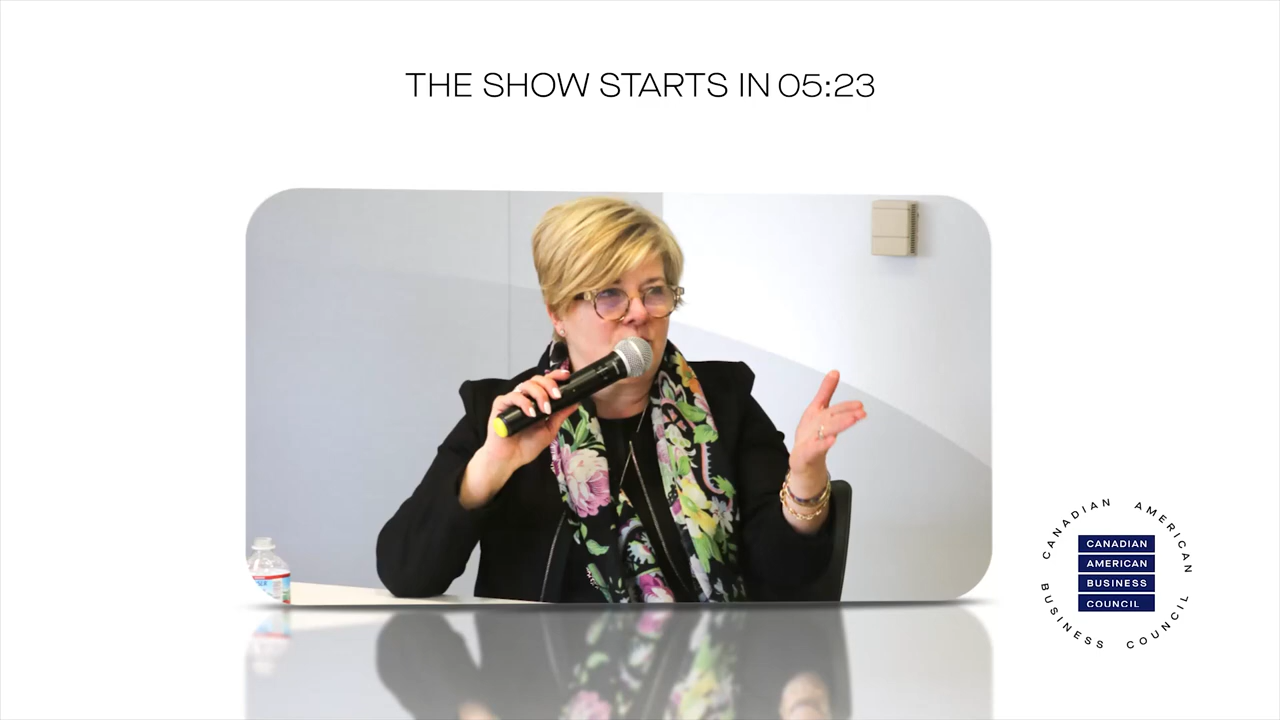 THE SHOW STARTS IN 05:23
CANADIAN AMERICAN
CANADIAN
AMERICAN
BUSINESS
COUNCIL
BUSINESS COUNCIL